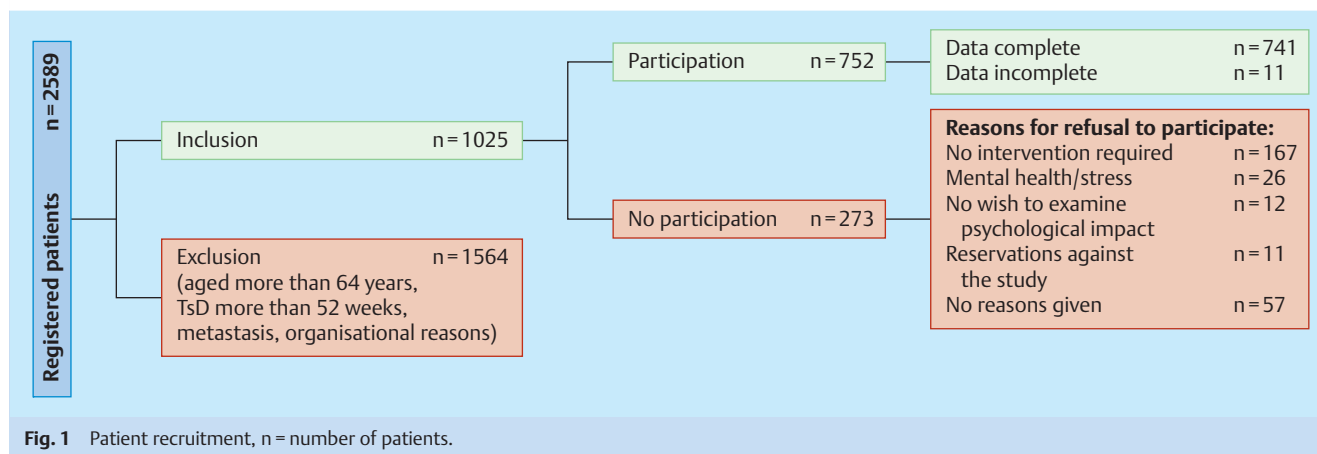 Registered patients n=2589
Inclusion n=1025
Exclusion n=1564
(aged more than 64 years,
TsD more than 52 weeks,
metastasis, organisational reasons)
Participation n=752
No participation n=273
Data complete n=741
Data incomplete n=11
Reasons for refusal to participate:
No intervention required n=167
Mental health/stress n=26
No wish to examine n=12
psychological impact
Reservations against n=11
the study
No reasons given n=57
Fig. 1 Patient recruitment, n = number of patients.